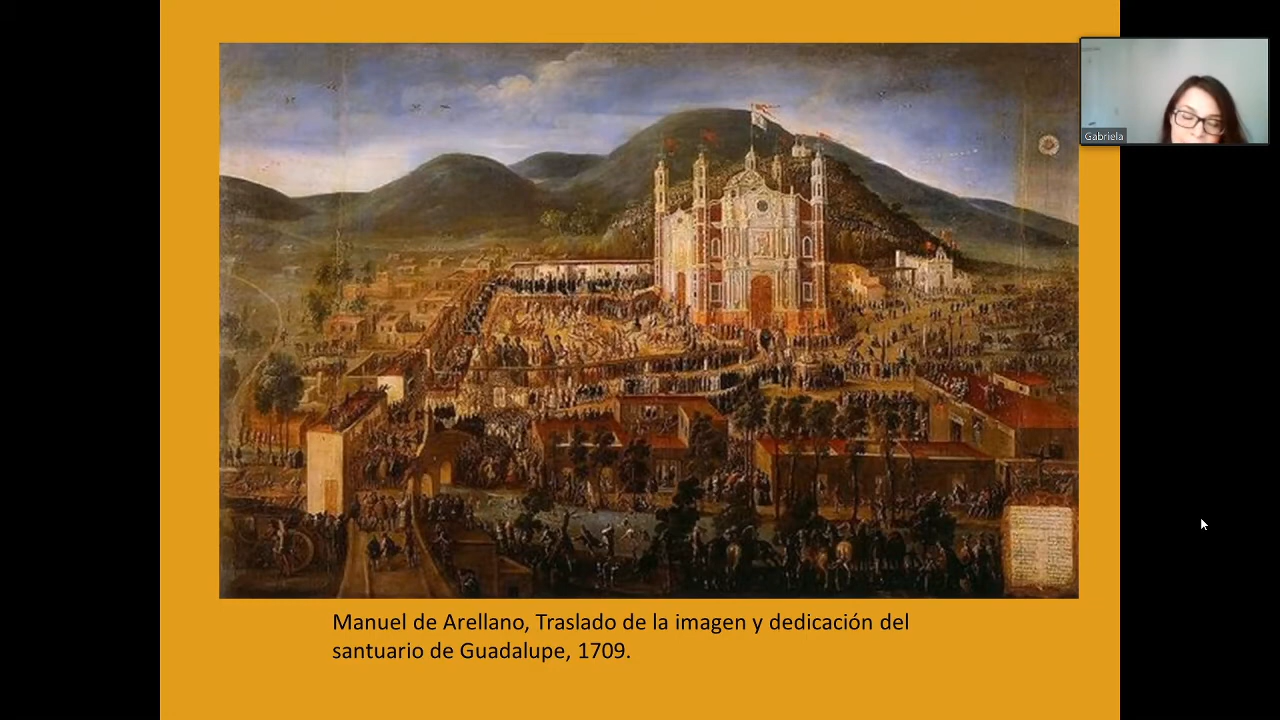 Gabriela
Manuel de Arellano, Traslado de la imagen y dedicación del
santuario de Guadalupe, 1709.